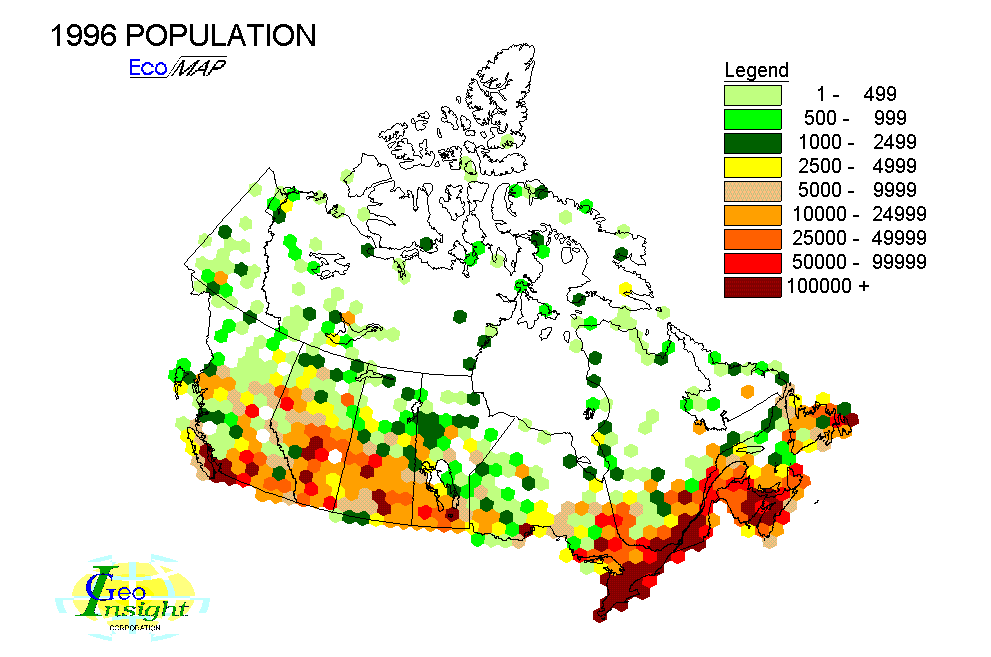 1996 POPULATION
Eco/MAP
Legend
1 - 499
500 - 999
1000 - 2499
2500 - 4999
5000 - 9999
10000 - 24999
25000 - 49999
50000 - 99999
100000 +
Geo
Insight
CORPORATION